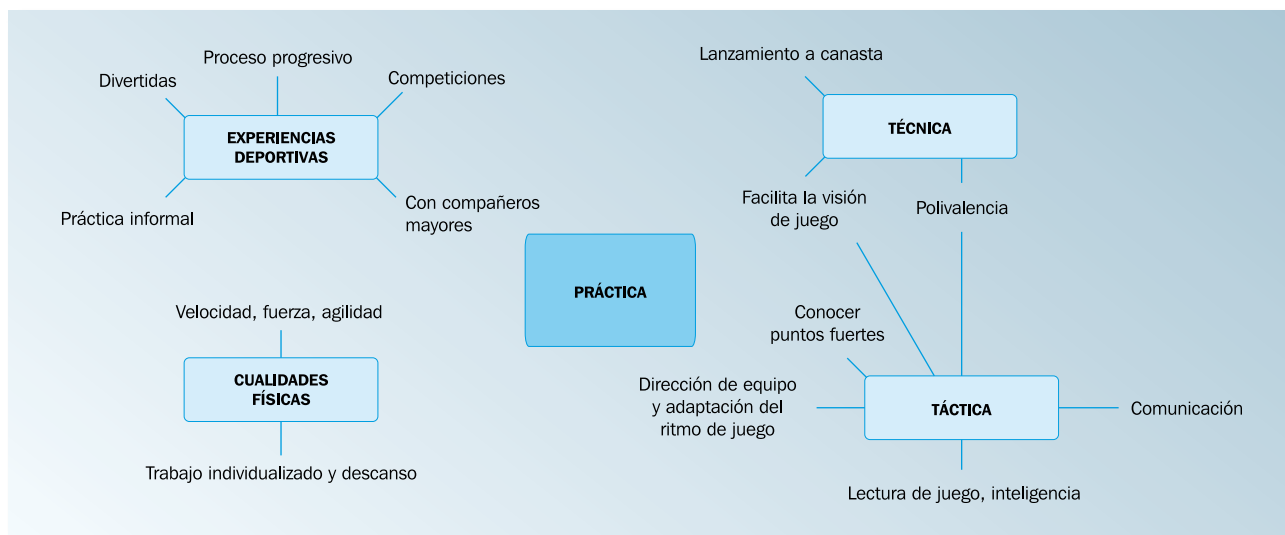 Proceso progresivo
Divertidas
Competiciones
EXPERIENCIAS
DEPORTIVAS
Práctica informal
Con compañeros
mayores
Lanzamiento a canasta
TÉCNICA
Facilita la visión
de juego
Polivalencia
PRÁCTICA
Velocidad, fuerza, agilidad
CUALIDADES
FÍSICAS
Trabajo individualizado y descanso
Conocer
puntos fuertes
Dirección de equipo
y adaptación del
ritmo de juego
TÁCTICA
Comunicación
Lectura de juego, inteligencia